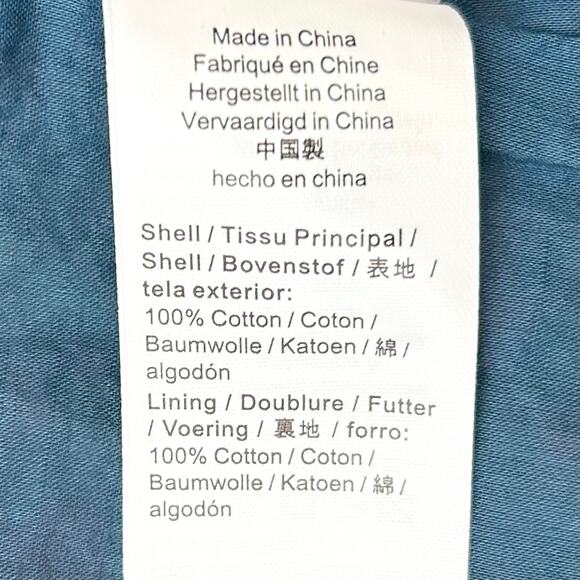 Made in China
Fabriqué en Chine
Hergestellt in China
Vervaardigd in China
中国製
hecho en china
Shell / Tissu Principal /
Shell / Bovenstof / 表地 /
tela exterior:
100% Cotton / Coton /
Baumwolle / Katoen / 綿 /
algodón
Lining / Doublure / Futter
/ Voering / 裏地 / forro:
100% Cotton / Coton /
Baumwolle / Katoen / 綿 /
algodón